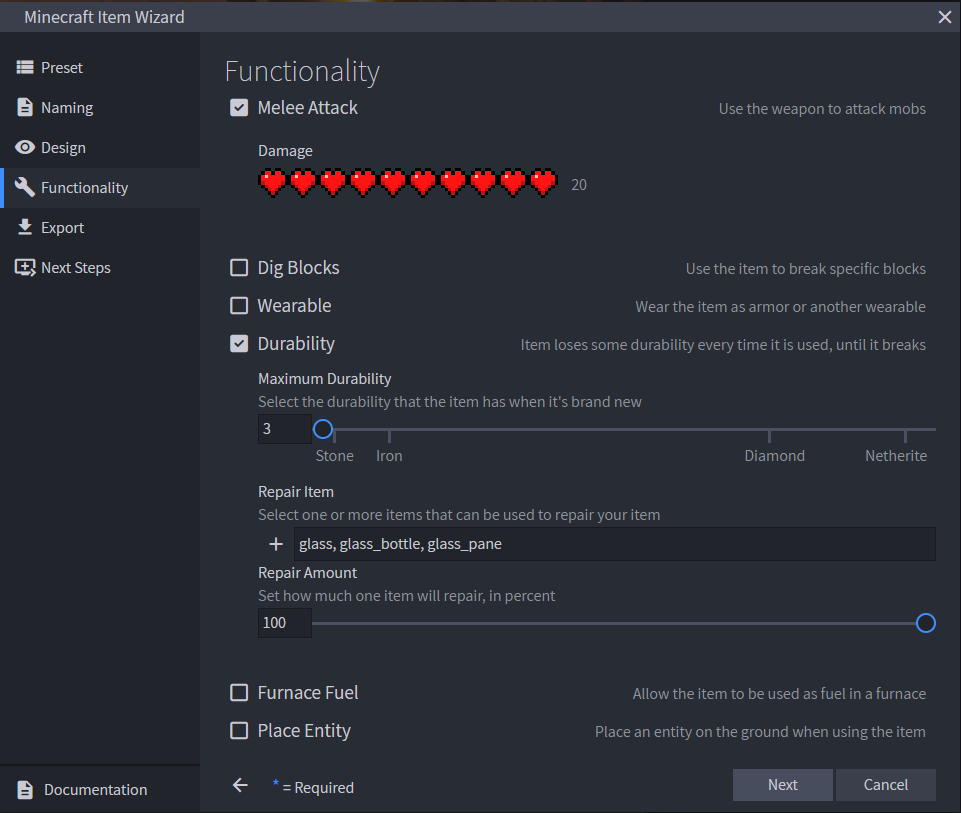 Minecraft Item Wizard
Preset
Naming
Design
Functionality
Export
Next Steps
Documentation
Functionality
Melee Attack
Use the weapon to attack mobs
Damage
20
Dig Blocks
Use the item to break specific blocks
Wearable
Wear the item as armor or another wearable
Durability
Item loses some durability every time it is used, until it breaks
Maximum Durability
Select the durability that the item has when it's brand new
3
Stone Iron Diamond Netherite
Repair Item
Select one or more items that can be used to repair your item
+ glass, glass_bottle, glass_pane
Repair Amount
Set how much one item will repair, in percent
100
Furnace Fuel
Allow the item to be used as fuel in a furnace
Place Entity
Place an entity on the ground when using the item
* = Required
Next
Cancel